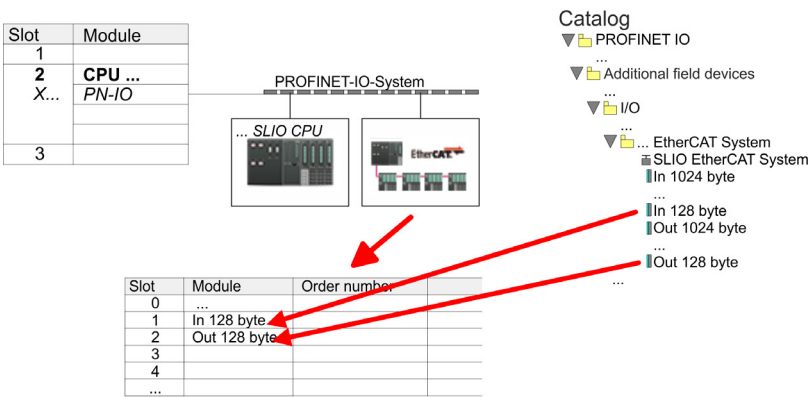 Slot Module
1
2 CPU ...
X... PN-IO
3
PROFINET-IO-System
... SLIO CPU
EtherCAT
Catalog
PROFINET IO
...
Additional field devices
...
I/O
...
... EtherCAT System
SLIO EtherCAT System
In 1024 byte
...
In 128 byte
Out 1024 byte
...
Out 128 byte
...
Slot Module Order number
0 ...
1 In 128 byte
2 Out 128 byte
3
4
...